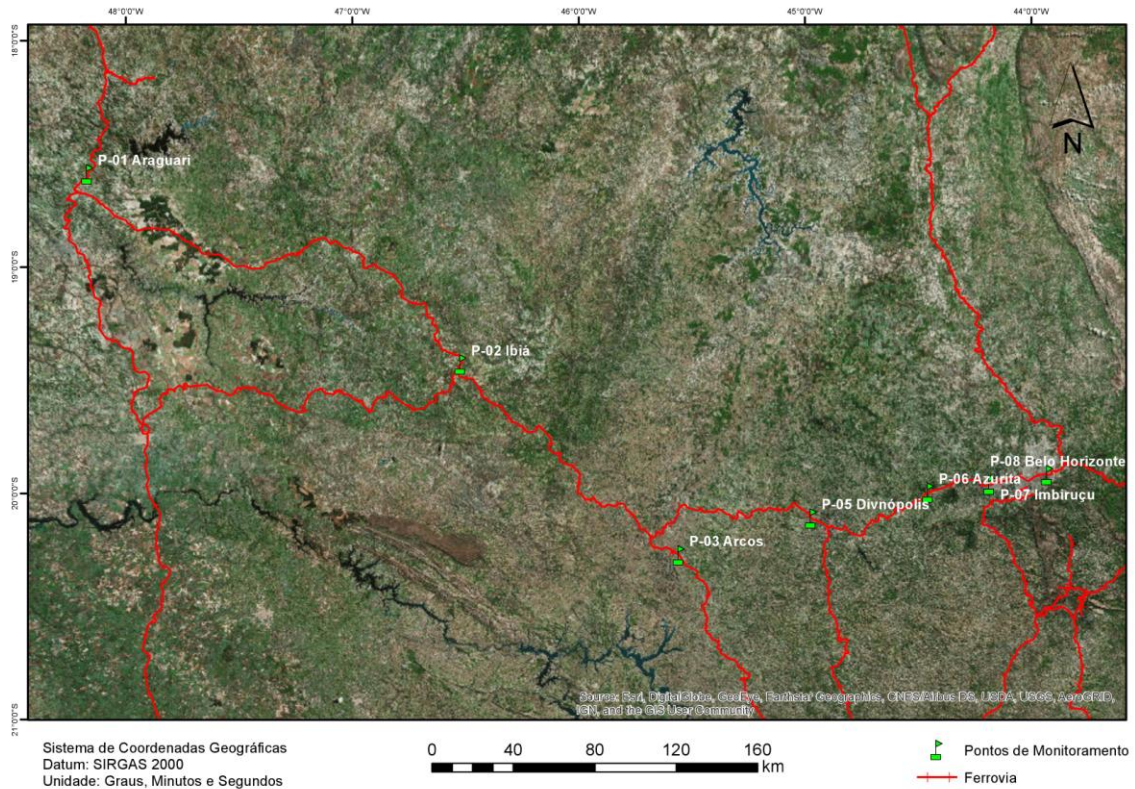 48°0'0"W 47°0'0"W 46°0'0"W 45°0'0"W 44°0'0"W
18°0'0"S
19°0'0"S
20°0'0"S
21°0'0"S
N
P-01 Araguari
P-02 Ibiá
P-08 Belo Horizonte
P-06 Azurita
P-07 Imbiruçu
P-05 Divnópolis
P-03 Arcos
Source: Esri, DigitalGlobe, GeoEye, Earthstar Geographics, CNES/Airbus DS, USDA, USGS, AeroGRID,
IGN, and the GIS User Community
Sistema de Coordenadas Geográficas
Datum: SIRGAS 2000
Unidade: Graus, Minutos e Segundos
0 40 80 120 160
km
Pontos de Monitoramento
Ferrovia